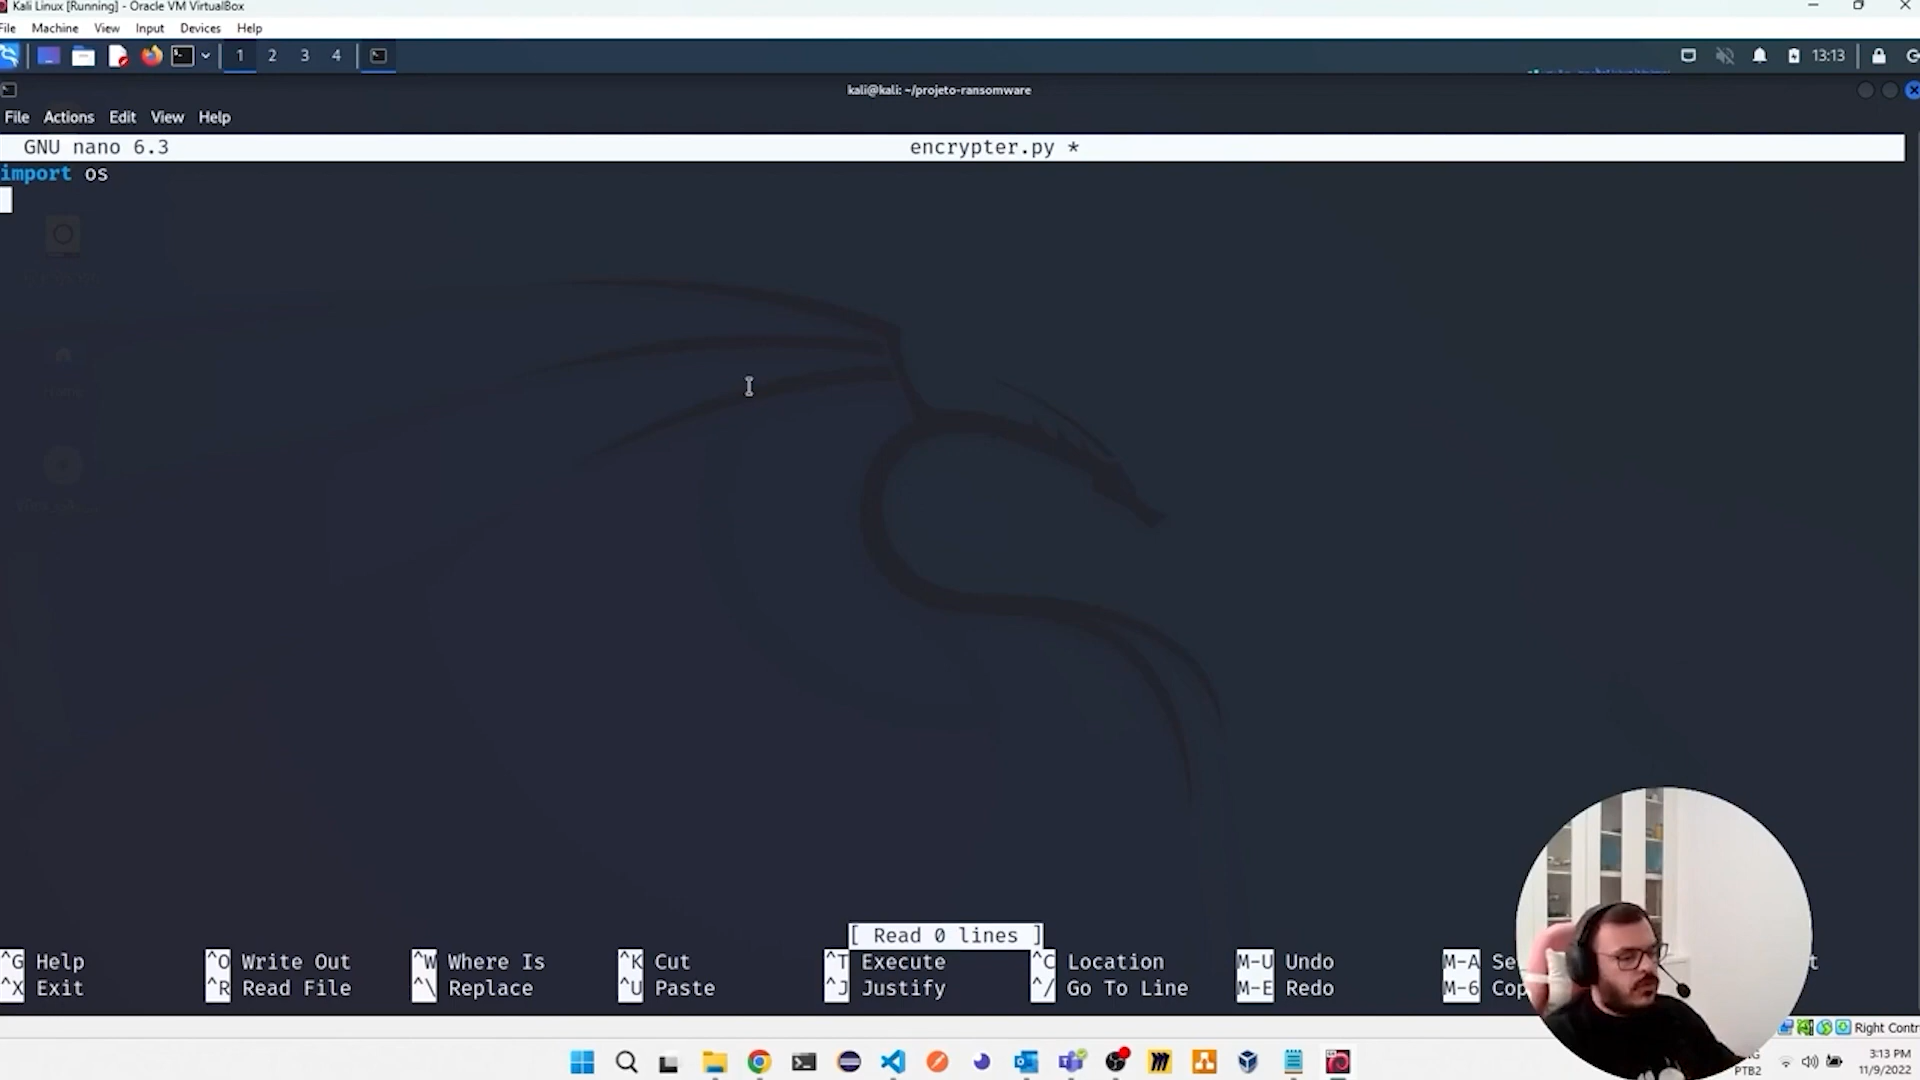 Kali Linux [Running] - Oracle VM VirtualBox
File Machine View Input Devices Help
1 2 3 4
13:13
kali@kali: ~/projeto-ransomware
File Actions Edit View Help
GNU nano 6.3 encrypter.py *
import os
[ Read 0 lines ]
^G Help ^O Write Out ^W Where Is ^K Cut ^T Execute ^C Location M-U Undo M-A Se
^X Exit ^R Read File ^\ Replace ^U Paste ^J Justify ^/ Go To Line M-E Redo M-6 Cop
Right Contr
3:13 PM
PTB2
11/9/2022